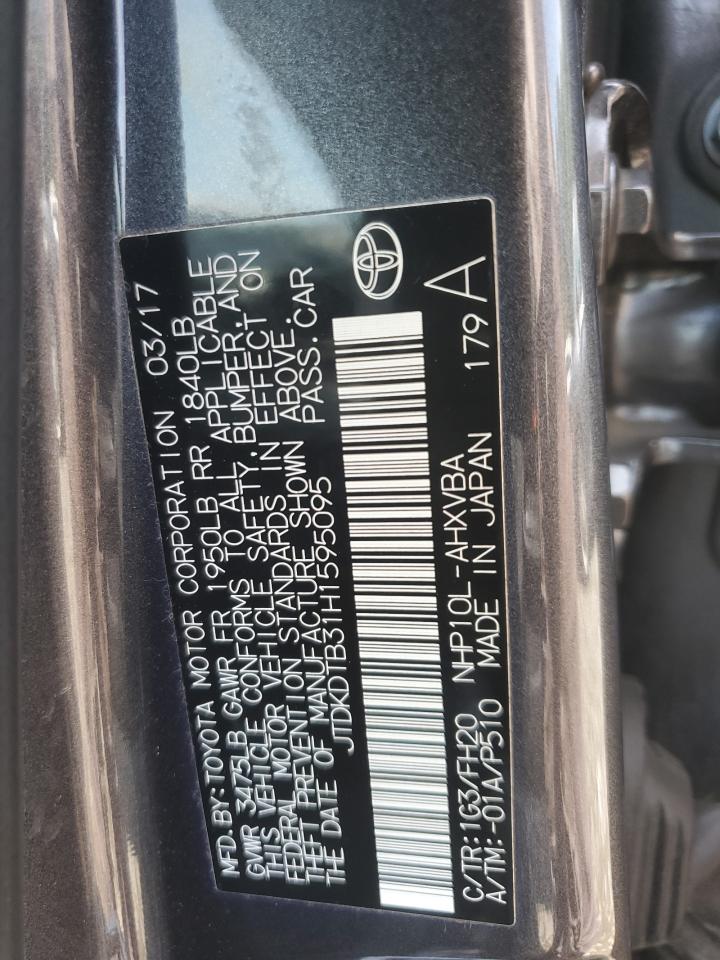 MFD.BY:TOYOTA MOTOR CORPORATION 03/17
GVWR 3475LB GAWR FR 1950LB RR 1840LB
THIS VEHICLE CONFORMS TO ALL APPLICABLE
FEDERAL MOTOR VEHICLE SAFETY,BUMPER,AND
THEFT PREVENTION STANDARDS IN EFFECT ON
THE DATE OF MANUFACTURE SHOWN ABOVE.
JTDKDTB31H1595095 PASS.CAR
C/TR:1G3/FH20 NHP10L-AHXVBA A
A/TM:-01A/P510 MADE IN JAPAN 179